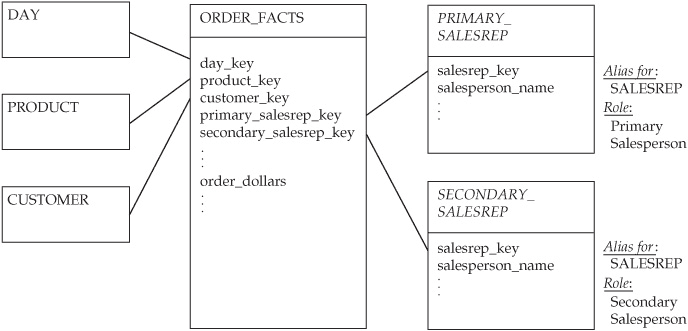 DAY
PRODUCT
CUSTOMER
ORDER_FACTS
day_key
product_key
customer_key
primary_salesrep_key
secondary_salesrep_key
.
.
.
order_dollars
.
.
.
PRIMARY_
SALESREP
salesrep_key
salesperson_name
.
.
.
Alias for:
SALESREP
Role:
Primary
Salesperson
SECONDARY_
SALESREP
salesrep_key
salesperson_name
.
.
.
Alias for:
SALESREP
Role:
Secondary
Salesperson